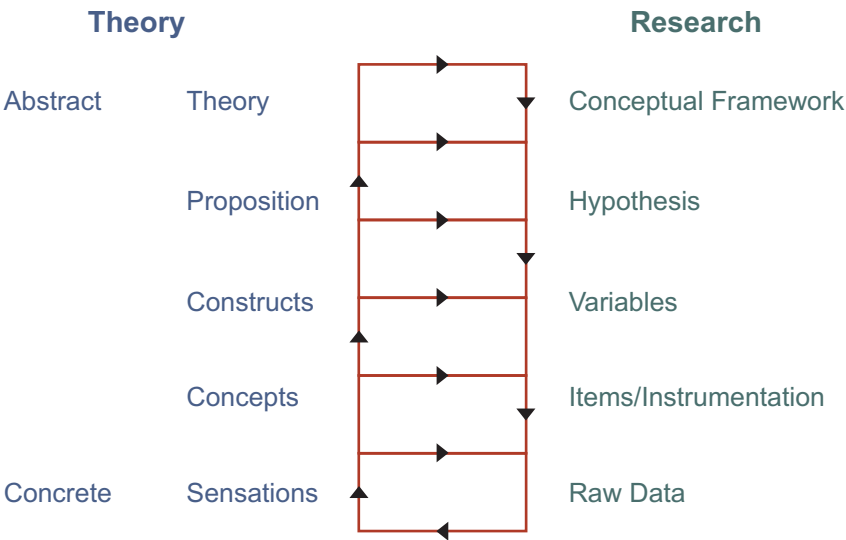 Theory Research
Abstract Theory Conceptual Framework
Proposition Hypothesis
Constructs Variables
Concepts Items/Instrumentation
Concrete Sensations Raw Data